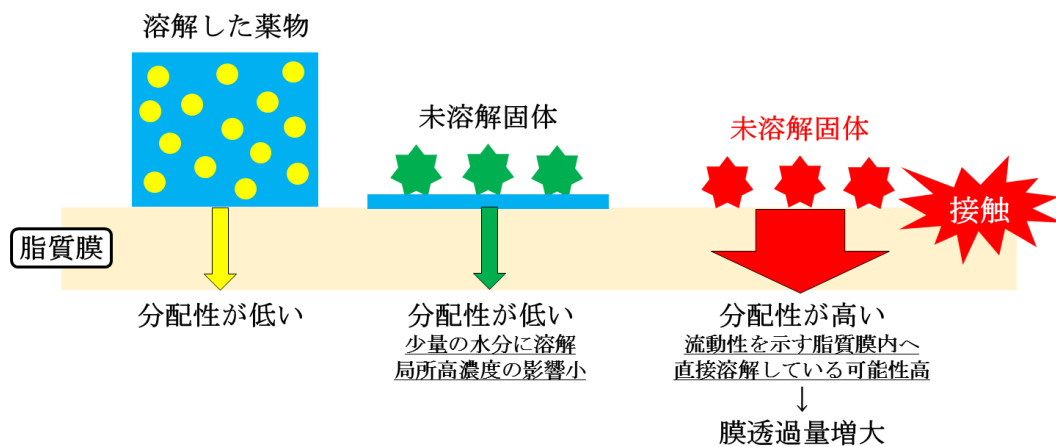 溶解した薬物
未溶解固体
未溶解固体
接触
脂質膜
分配性が低い
分配性が低い
少量の水分に溶解
局所高濃度の影響小
分配性が高い
流動性を示す脂質膜内へ
直接溶解している可能性高
↓
膜透過量増大